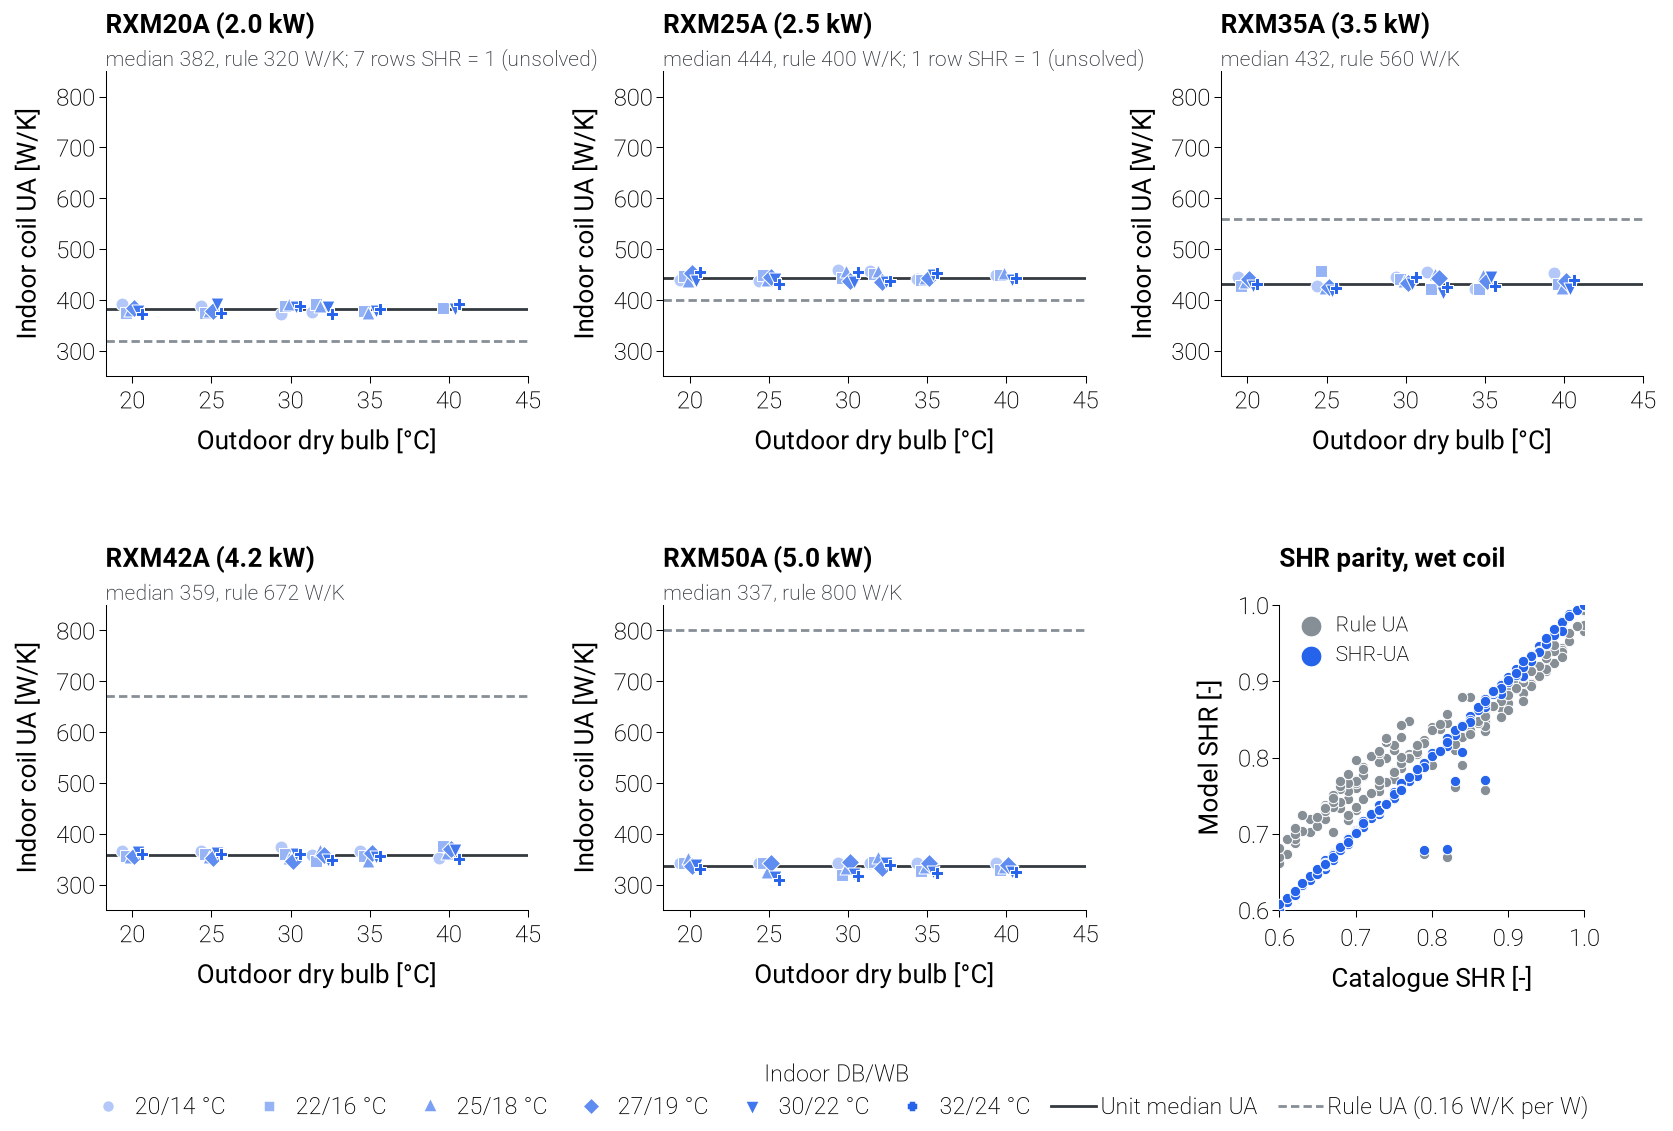 RXM20A (2.0 kW)
median 382, rule 320 W/K; 7 rows SHR = 1 (unsolved)
Indoor coil UA [W/K]
800
700
600
500
400
300
20 25 30 35 40 45
Outdoor dry bulb [°C]
RXM25A (2.5 kW)
median 444, rule 400 W/K; 1 row SHR = 1 (unsolved)
Indoor coil UA [W/K]
800
700
600
500
400
300
20 25 30 35 40 45
Outdoor dry bulb [°C]
RXM35A (3.5 kW)
median 432, rule 560 W/K
Indoor coil UA [W/K]
800
700
600
500
400
300
20 25 30 35 40 45
Outdoor dry bulb [°C]
RXM42A (4.2 kW)
median 359, rule 672 W/K
Indoor coil UA [W/K]
800
700
600
500
400
300
20 25 30 35 40 45
Outdoor dry bulb [°C]
RXM50A (5.0 kW)
median 337, rule 800 W/K
Indoor coil UA [W/K]
800
700
600
500
400
300
20 25 30 35 40 45
Outdoor dry bulb [°C]
SHR parity, wet coil
Rule UA
SHR-UA
Model SHR [-]
1.0
0.9
0.8
0.7
0.6
0.6 0.7 0.8 0.9 1.0
Catalogue SHR [-]
Indoor DB/WB
20/14 °C 22/16 °C 25/18 °C 27/19 °C 30/22 °C 32/24 °C Unit median UA Rule UA (0.16 W/K per W)